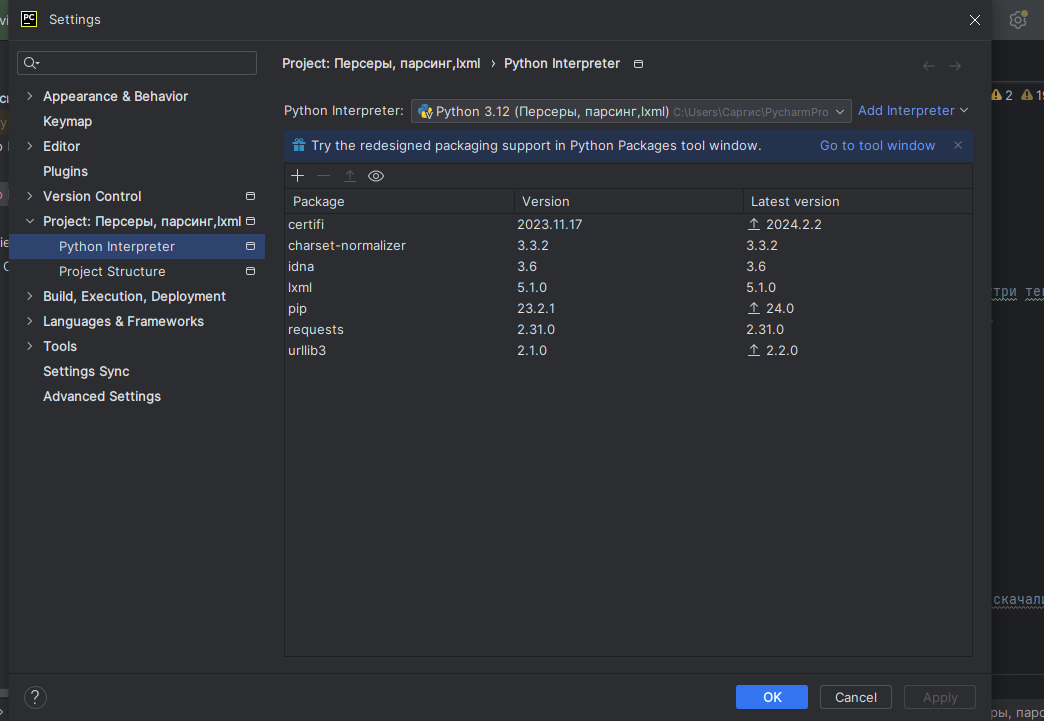 PC Settings
Project: Персеры, парсинг,lxml › Python Interpreter
Appearance & Behavior
Keymap
Editor
Plugins
Version Control
Project: Персеры, парсинг,lxml
Python Interpreter
Project Structure
Build, Execution, Deployment
Languages & Frameworks
Tools
Settings Sync
Advanced Settings
Python Interpreter: Python 3.12 (Персеры, парсинг,lxml) C:\Users\Саргис\PycharmPro Add Interpreter
Try the redesigned packaging support in Python Packages tool window. Go to tool window
Package Version Latest version
certifi 2023.11.17 2024.2.2
charset-normalizer 3.3.2 3.3.2
idna 3.6 3.6
lxml 5.1.0 5.1.0
pip 23.2.1 24.0
requests 2.31.0 2.31.0
urllib3 2.1.0 2.2.0
? OK Cancel Apply
2
три
скачали